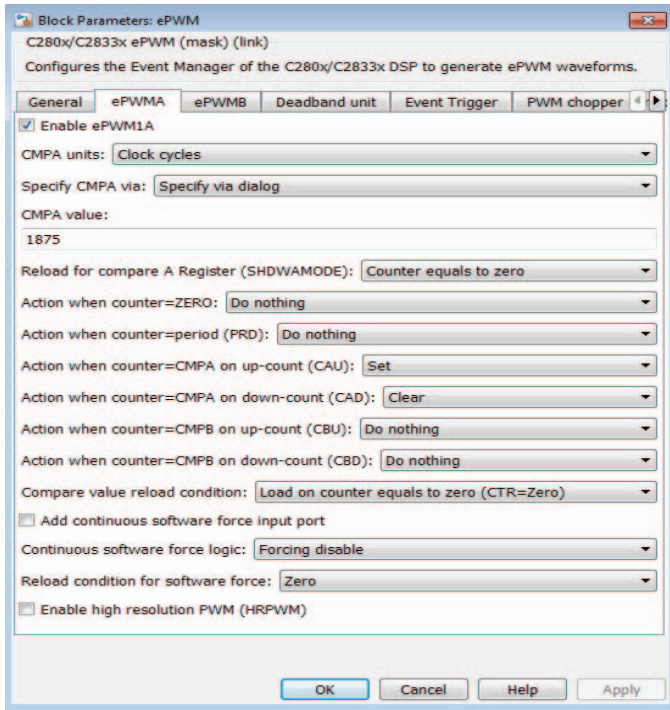 Block Parameters: ePWM
C280x/C2833x ePWM (mask) (link)
Configures the Event Manager of the C280x/C2833x DSP to generate ePWM waveforms.
General ePWMA ePWMB Deadband unit Event Trigger PWM chopper
Enable ePWM1A
CMPA units: Clock cycles
Specify CMPA via: Specify via dialog
CMPA value:
1875
Reload for compare A Register (SHDWAMODE): Counter equals to zero
Action when counter=ZERO: Do nothing
Action when counter=period (PRD): Do nothing
Action when counter=CMPA on up-count (CAU): Set
Action when counter=CMPA on down-count (CAD): Clear
Action when counter=CMPB on up-count (CBU): Do nothing
Action when counter=CMPB on down-count (CBD): Do nothing
Compare value reload condition: Load on counter equals to zero (CTR=Zero)
Add continuous software force input port
Continuous software force logic: Forcing disable
Reload condition for software force: Zero
Enable high resolution PWM (HRPWM)
OK Cancel Help Apply